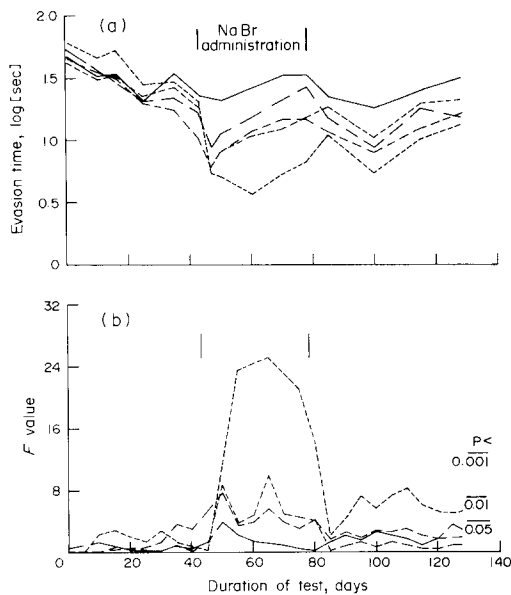 (a)
NaBr
administration
Evasion time, log [sec]
2.0
1.5
1.0
0.5
0
(b)
F value
32
24
16
8
0
P<
0.001
0.01
0.05
0 20 40 60 80 100 120 140
Duration of test, days